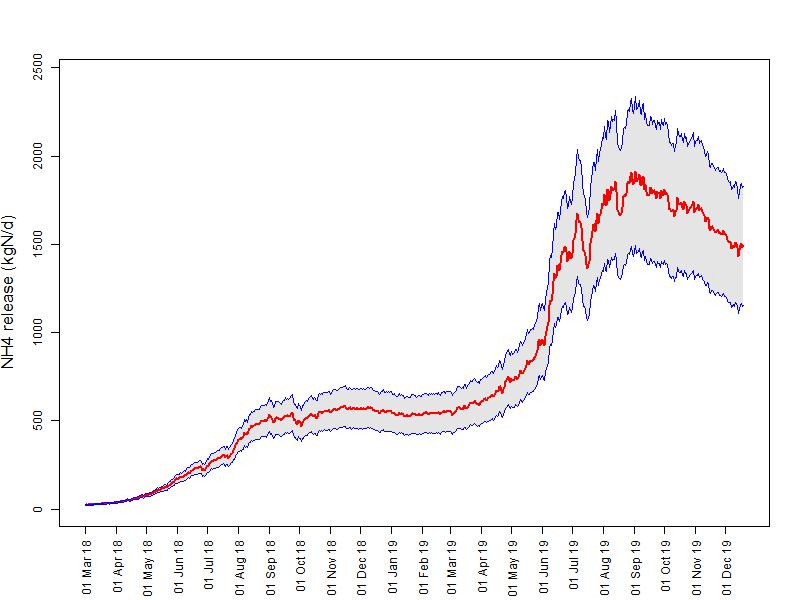 NH4 release (kgN/d)
2500
2000
1500
1000
500
0
01 Mar 18
01 Apr 18
01 May 18
01 Jun 18
01 Jul 18
01 Aug 18
01 Sep 18
01 Oct 18
01 Nov 18
01 Dec 18
01 Jan 19
01 Feb 19
01 Mar 19
01 Apr 19
01 May 19
01 Jun 19
01 Jul 19
01 Aug 19
01 Sep 19
01 Oct 19
01 Nov 19
01 Dec 19